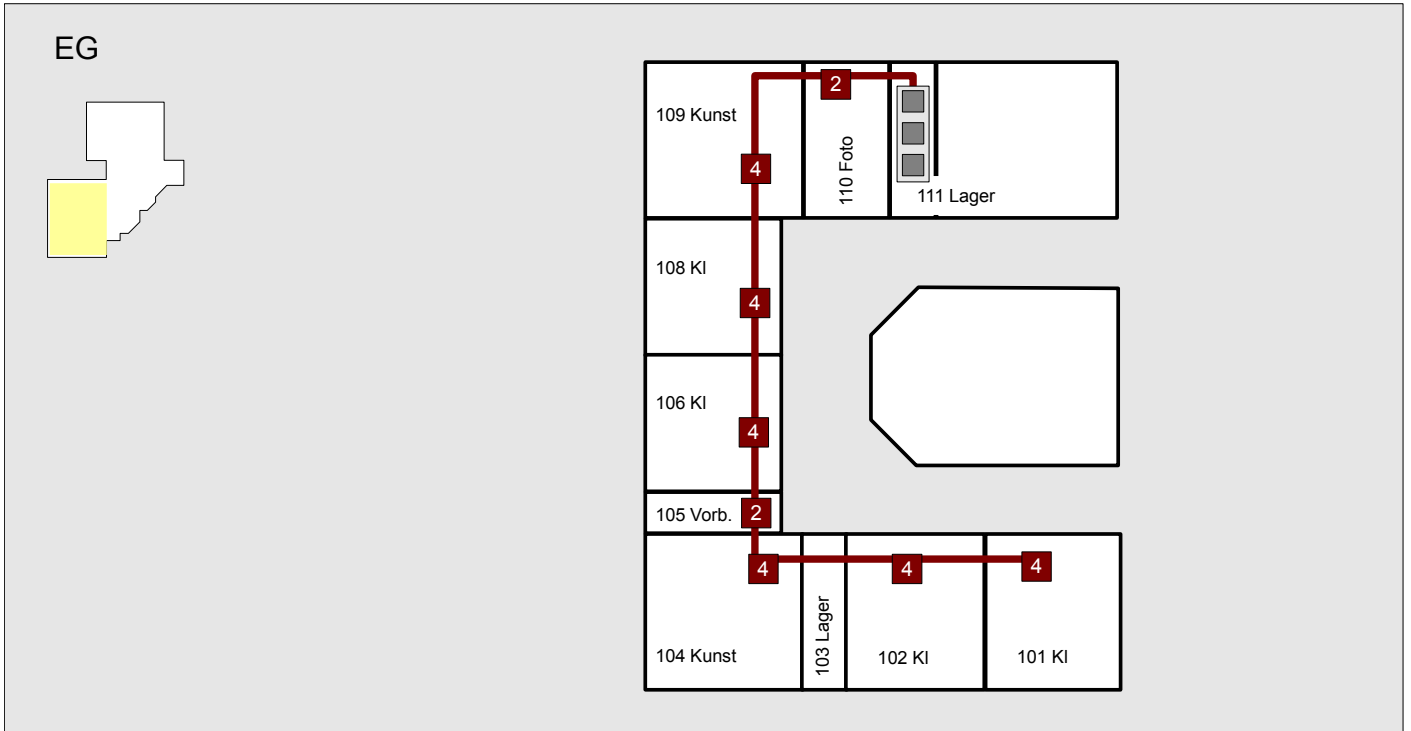 EG
2
109 Kunst
110 Foto
4
111 Lager
108 Kl
4
106 Kl
4
105 Vorb.
2
4
4
4
104 Kunst
103 Lager
102 Kl
101 Kl